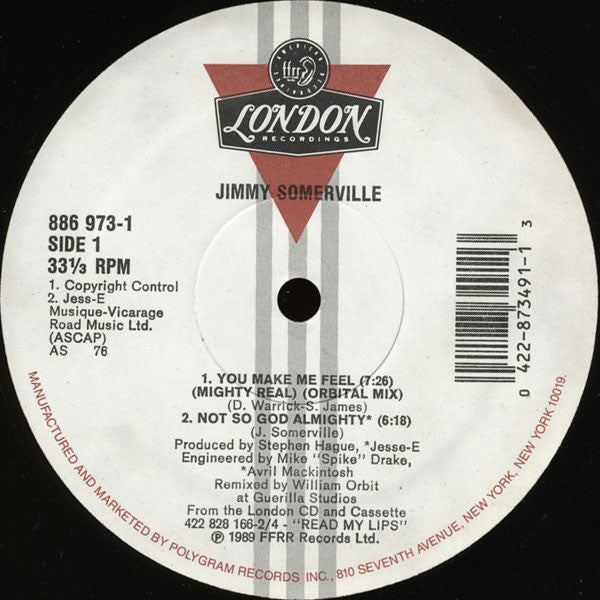 AMERICAN
ffrr
RECORDINGS
LONDON
RECORDINGS
JIMMY SOMERVILLE
886 973-1
SIDE 1
33⅓ RPM
1. Copyright Control
2. Jess-E
Musique-Vicarage
Road Music Ltd.
(ASCAP)
AS 76
0 422-873491-1 3
1. YOU MAKE ME FEEL (7:26)
(MIGHTY REAL) (ORBITAL MIX)
(D. Warrick-S. James)
2. NOT SO GOD ALMIGHTY* (6:18)
(J. Somerville)
Produced by Stephen Hague, *Jesse-E
Engineered by Mike "Spike" Drake,
*Avril Mackintosh
Remixed by William Orbit
at Guerilla Studios
From the London CD and Cassette
422 828 166-2/4 - "READ MY LIPS"
℗ 1989 FFRR Records Ltd.
MANUFACTURED AND MARKETED BY POLYGRAM RECORDS, INC., 810 SEVENTH AVENUE, NEW YORK, NEW YORK 10019.